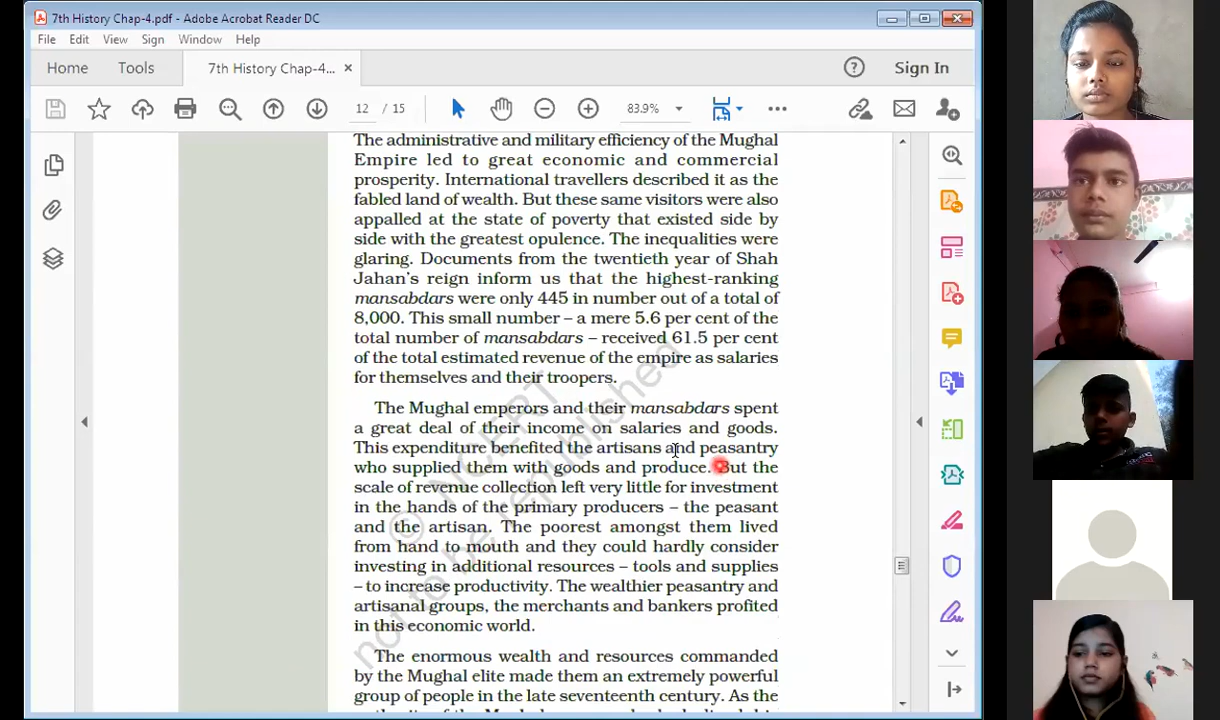 7th History Chap-4.pdf - Adobe Acrobat Reader DC
File Edit View Sign Window Help
Home Tools 7th History Chap-4... × Sign In
12 / 15 83.9%
The administrative and military efficiency of the Mughal
Empire led to great economic and commercial
prosperity. International travellers described it as the
fabled land of wealth. But these same visitors were also
appalled at the state of poverty that existed side by
side with the greatest opulence. The inequalities were
glaring. Documents from the twentieth year of Shah
Jahan's reign inform us that the highest-ranking
mansabdars were only 445 in number out of a total of
8,000. This small number – a mere 5.6 per cent of the
total number of mansabdars – received 61.5 per cent
of the total estimated revenue of the empire as salaries
for themselves and their troopers.
The Mughal emperors and their mansabdars spent
a great deal of their income on salaries and goods.
This expenditure benefited the artisans and peasantry
who supplied them with goods and produce. But the
scale of revenue collection left very little for investment
in the hands of the primary producers – the peasant
and the artisan. The poorest amongst them lived
from hand to mouth and they could hardly consider
investing in additional resources – tools and supplies
– to increase productivity. The wealthier peasantry and
artisanal groups, the merchants and bankers profited
in this economic world.
The enormous wealth and resources commanded
by the Mughal elite made them an extremely powerful
group of people in the late seventeenth century. As the
© NCERT
not to be republished